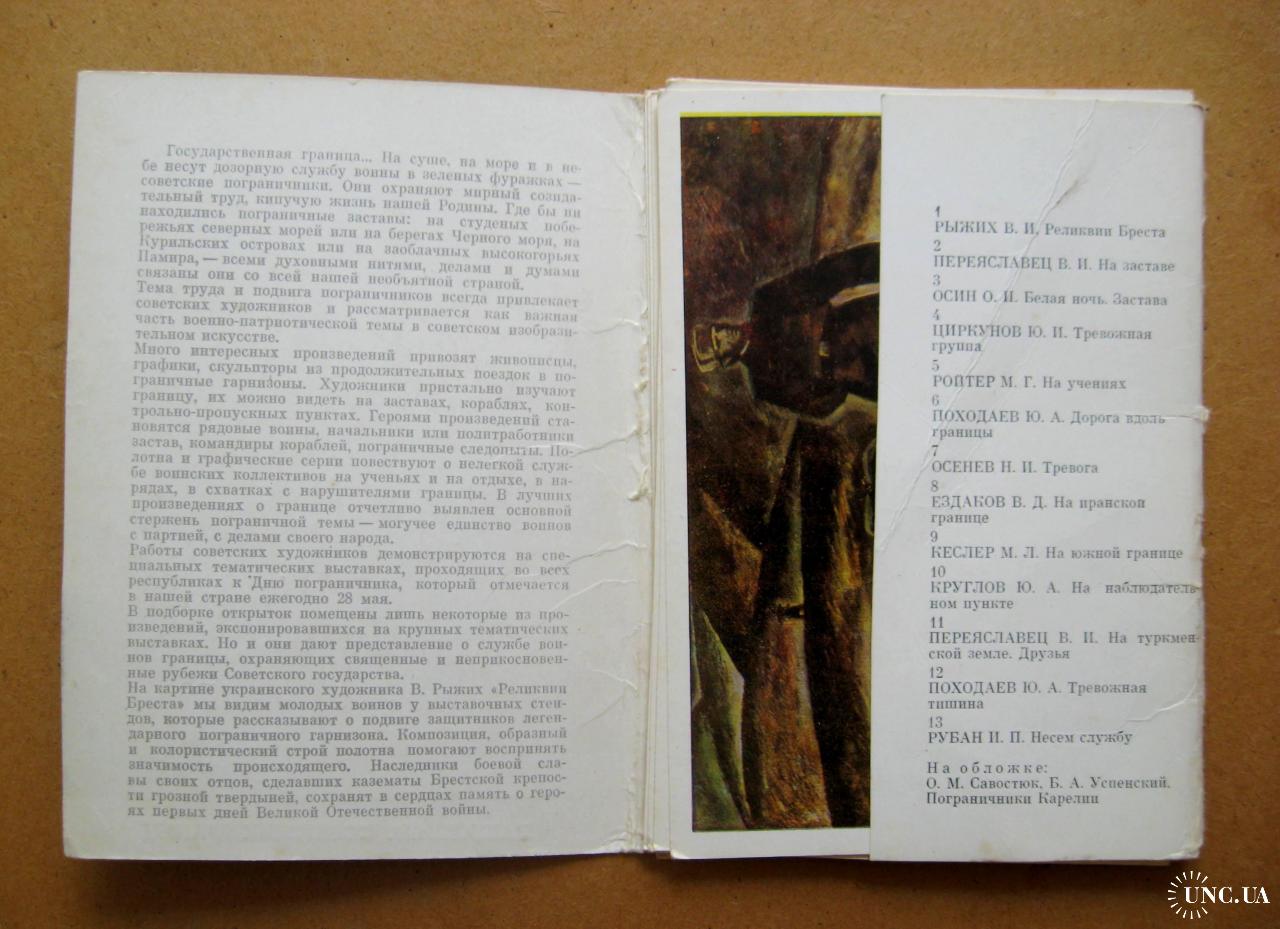 Государственная граница... На суше, на море и в не-
бе несут дозорную службу воины в зеленых фуражках —
советские пограничники. Они охраняют мирный созида-
тельный труд, кипучую жизнь нашей Родины. Где бы ни
находились пограничные заставы: на студеных побе-
режьях северных морей или на берегах Черного моря, на
Курильских островах или на заоблачных высокогорьях
Памира, — всеми духовными нитями, делами и думами
связаны они со всей нашей необъятной страной.
Тема труда и подвига пограничников всегда привлекает
советских художников и рассматривается как важная
часть военно-патриотической темы в советском изобрази-
тельном искусстве.
Много интересных произведений привозят живописцы,
графики, скульпторы из продолжительных поездок в по-
граничные гарнизоны. Художники пристально изучают
границу, их можно видеть на заставах, кораблях, кон-
трольно-пропускных пунктах. Героями произведений ста-
новятся рядовые воины, начальники или политработники
застав, командиры кораблей, пограничные следопыты. По-
лотна и графические серии повествуют о нелегкой служ-
бе воинских коллективов на ученьях и на отдыхе, в на-
рядах, в схватках с нарушителями границы. В лучших
произведениях о границе отчетливо выявлен основной
стержень пограничной темы — могучее единство воинов
с партией, с делами своего народа.
Работы советских художников демонстрируются на спе-
циальных тематических выставках, проходящих во всех
республиках к Дню пограничника, который отмечается
в нашей стране ежегодно 28 мая.
В подборке открыток помещены лишь некоторые из про-
изведений, экспонировавшихся на крупных тематических
выставках. Но и они дают представление о службе вои-
нов границы, охраняющих священные и неприкосновен-
ные рубежи Советского государства.
На картине украинского художника В. Рыжих «Реликвии
Бреста» мы видим молодых воинов у выставочных стен-
дов, которые рассказывают о подвиге защитников леген-
дарного пограничного гарнизона. Композиция, образный
и колористический строй полотна помогают воспринять
значимость происходящего. Наследники боевой сла-
вы своих отцов, сделавших казематы Брестской крепос-
ти грозной твердыней, сохранят в сердцах память о геро-
ях первых дней Великой Отечественной войны.
1
РЫЖИХ В. И. Реликвии Бреста
2
ПЕРЕЯСЛАВЕЦ В. И. На заставе
3
ОСИН О. И. Белая ночь. Застава
4
ЦИРКУНОВ Ю. И. Тревожная
группа
5
РОЙТЕР М. Г. На учениях
6
ПОХОДАЕВ Ю. А. Дорога вдоль
границы
7
ОСЕНЕВ Н. И. Тревога
8
ЕЗДАКОВ В. Д. На иранской
границе
9
КЕСЛЕР М. Л. На южной границе
10
КРУГЛОВ Ю. А. На наблюдатель-
ном пункте
11
ПЕРЕЯСЛАВЕЦ В. И. На туркмен-
ской земле. Друзья
12
ПОХОДАЕВ Ю. А. Тревожная
тишина
13
РУБАН И. П. Несем службу
На обложке:
О. М. Савостюк, Б. А. Успенский.
Пограничники Карелии
UNC.UA